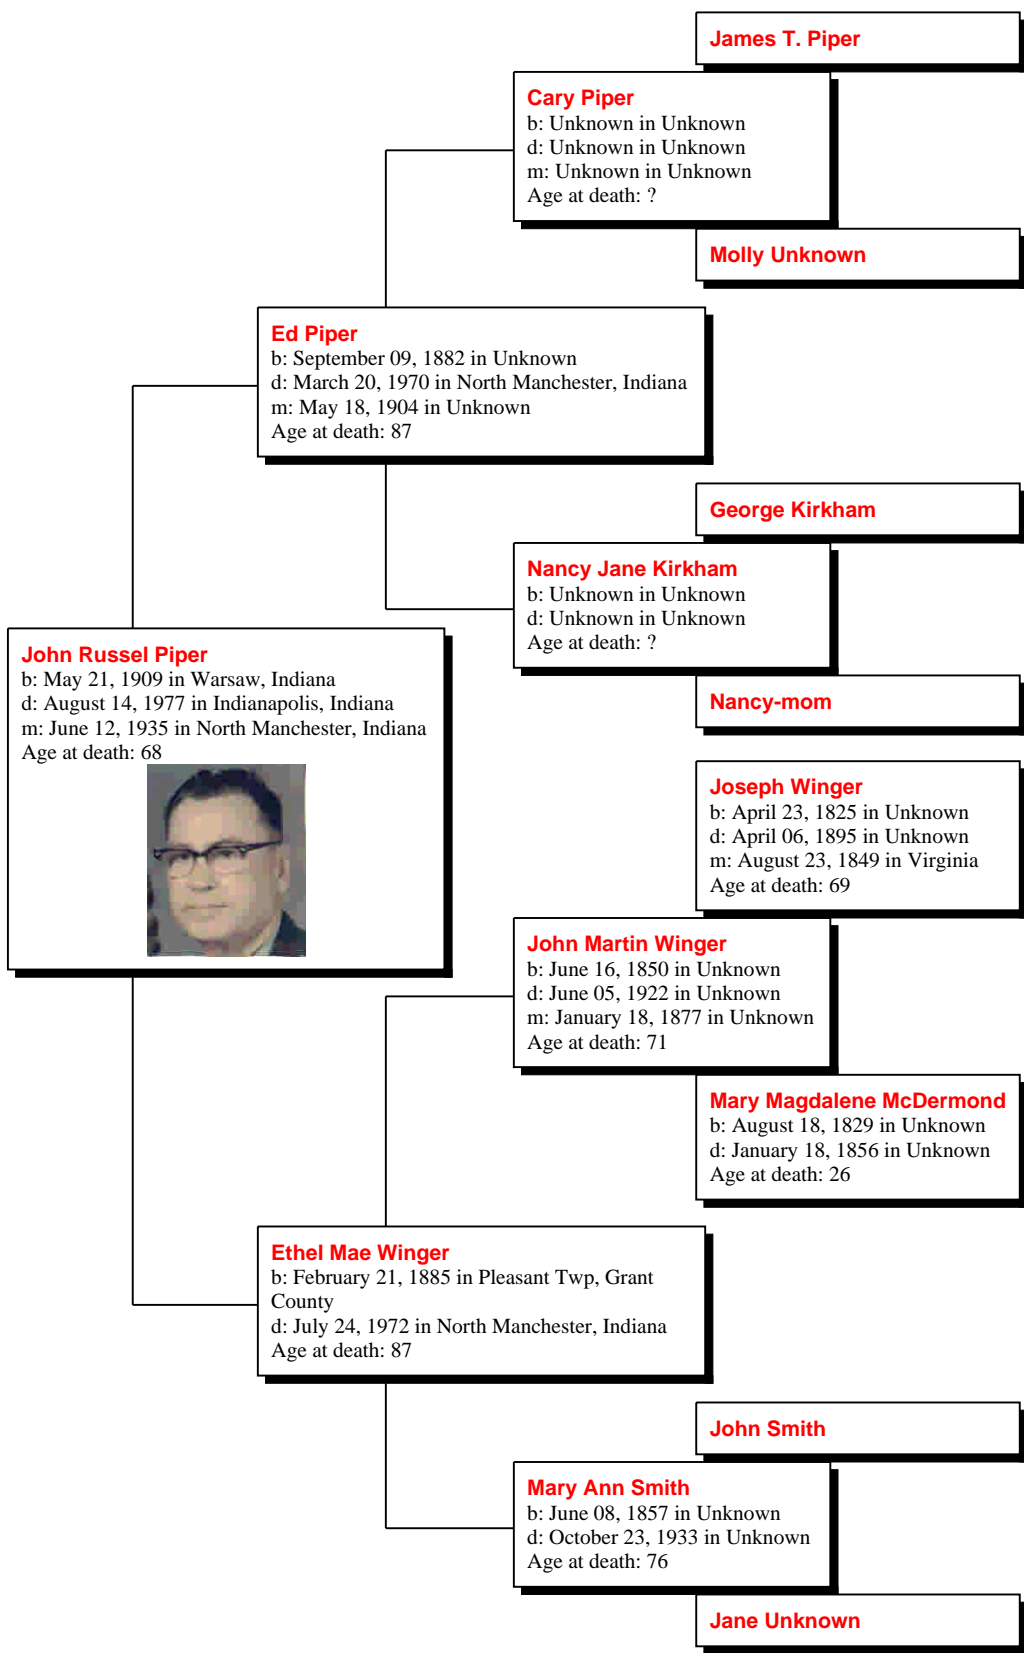 James T. Piper
Cary Piper
b: Unknown in Unknown
d: Unknown in Unknown
m: Unknown in Unknown
Age at death: ?
Molly Unknown
Ed Piper
b: September 09, 1882 in Unknown
d: March 20, 1970 in North Manchester, Indiana
m: May 18, 1904 in Unknown
Age at death: 87
George Kirkham
Nancy Jane Kirkham
b: Unknown in Unknown
d: Unknown in Unknown
Age at death: ?
Nancy-mom
John Russel Piper
b: May 21, 1909 in Warsaw, Indiana
d: August 14, 1977 in Indianapolis, Indiana
m: June 12, 1935 in North Manchester, Indiana
Age at death: 68
Joseph Winger
b: April 23, 1825 in Unknown
d: April 06, 1895 in Unknown
m: August 23, 1849 in Virginia
Age at death: 69
John Martin Winger
b: June 16, 1850 in Unknown
d: June 05, 1922 in Unknown
m: January 18, 1877 in Unknown
Age at death: 71
Mary Magdalene McDermond
b: August 18, 1829 in Unknown
d: January 18, 1856 in Unknown
Age at death: 26
Ethel Mae Winger
b: February 21, 1885 in Pleasant Twp, Grant
County
d: July 24, 1972 in North Manchester, Indiana
Age at death: 87
John Smith
Mary Ann Smith
b: June 08, 1857 in Unknown
d: October 23, 1933 in Unknown
Age at death: 76
Jane Unknown